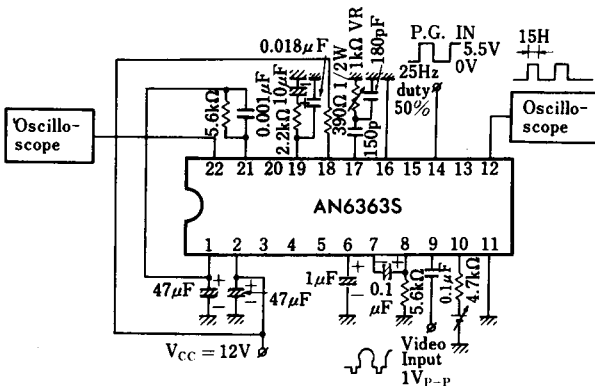 0.018μF
0.001μF
10μF
2.2kΩ
5.6kΩ
390Ω 1/2W
1kΩ VR
180pF
150p
P.G. IN
5.5V
0V
25Hz
duty
50%
15H
Oscillo-
scope
Oscillo-
scope
22 21 20 19 18 17 16 15 14 13 12
AN6363S
1 2 3 4 5 6 7 8 9 10 11
47μF
+
−
+
−
47μF
1μF
+
−
−
+
0.1
μF
5.6kΩ
0.1μF
4.7kΩ
VCC = 12V
Video
Input
1VP-P